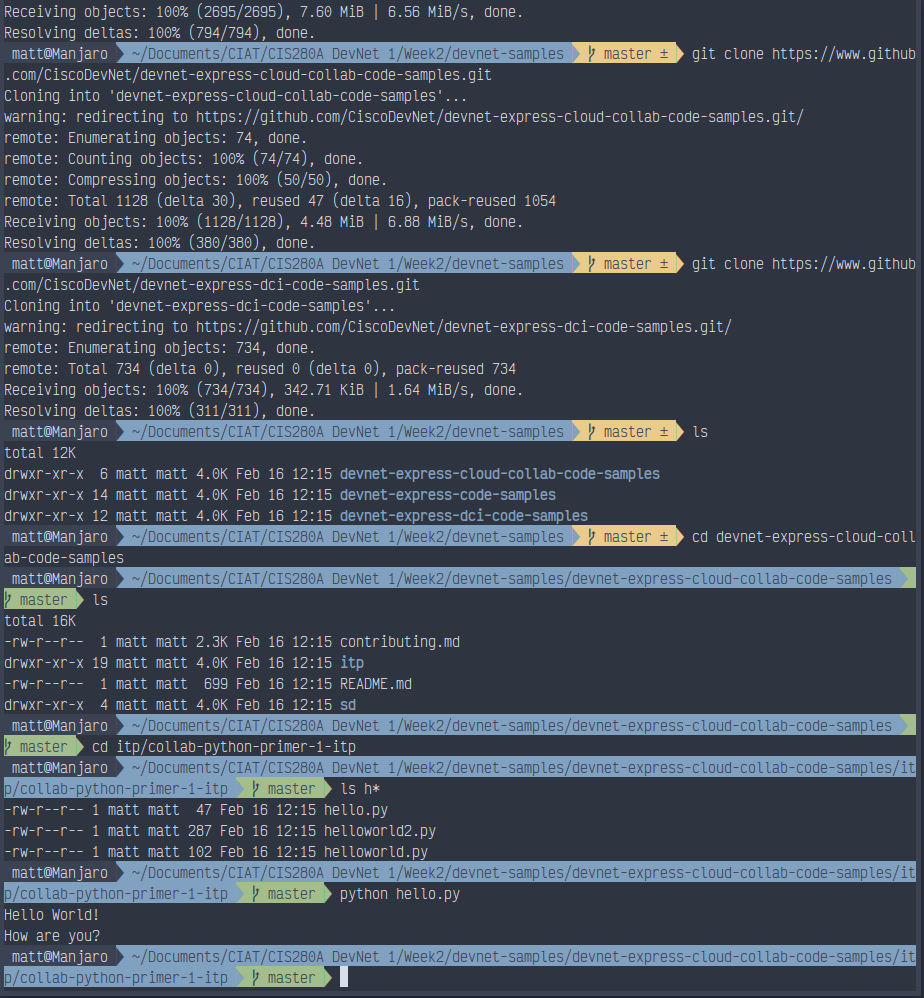 Receiving objects: 100% (2695/2695), 7.60 MiB | 6.56 MiB/s, done.
Resolving deltas: 100% (794/794), done.
matt@Manjaro ~/Documents/CIAT/CIS280A DevNet 1/Week2/devnet-samples master ± git clone https://www.github
.com/CiscoDevNet/devnet-express-cloud-collab-code-samples.git
Cloning into 'devnet-express-cloud-collab-code-samples'...
warning: redirecting to https://github.com/CiscoDevNet/devnet-express-cloud-collab-code-samples.git/
remote: Enumerating objects: 74, done.
remote: Counting objects: 100% (74/74), done.
remote: Compressing objects: 100% (50/50), done.
remote: Total 1128 (delta 30), reused 47 (delta 16), pack-reused 1054
Receiving objects: 100% (1128/1128), 4.48 MiB | 6.88 MiB/s, done.
Resolving deltas: 100% (380/380), done.
matt@Manjaro ~/Documents/CIAT/CIS280A DevNet 1/Week2/devnet-samples master ± git clone https://www.github
.com/CiscoDevNet/devnet-express-dci-code-samples.git
Cloning into 'devnet-express-dci-code-samples'...
warning: redirecting to https://github.com/CiscoDevNet/devnet-express-dci-code-samples.git/
remote: Enumerating objects: 734, done.
remote: Total 734 (delta 0), reused 0 (delta 0), pack-reused 734
Receiving objects: 100% (734/734), 342.71 KiB | 1.64 MiB/s, done.
Resolving deltas: 100% (311/311), done.
matt@Manjaro ~/Documents/CIAT/CIS280A DevNet 1/Week2/devnet-samples master ± ls
total 12K
drwxr-xr-x  6 matt matt 4.0K Feb 16 12:15 devnet-express-cloud-collab-code-samples
drwxr-xr-x 14 matt matt 4.0K Feb 16 12:15 devnet-express-code-samples
drwxr-xr-x 12 matt matt 4.0K Feb 16 12:15 devnet-express-dci-code-samples
matt@Manjaro ~/Documents/CIAT/CIS280A DevNet 1/Week2/devnet-samples master ± cd devnet-express-cloud-coll
ab-code-samples
matt@Manjaro ~/Documents/CIAT/CIS280A DevNet 1/Week2/devnet-samples/devnet-express-cloud-collab-code-samples
master ls
total 16K
-rw-r--r--  1 matt matt 2.3K Feb 16 12:15 contributing.md
drwxr-xr-x 19 matt matt 4.0K Feb 16 12:15 itp
-rw-r--r--  1 matt matt  699 Feb 16 12:15 README.md
drwxr-xr-x  4 matt matt 4.0K Feb 16 12:15 sd
matt@Manjaro ~/Documents/CIAT/CIS280A DevNet 1/Week2/devnet-samples/devnet-express-cloud-collab-code-samples
master cd itp/collab-python-primer-1-itp
matt@Manjaro ~/Documents/CIAT/CIS280A DevNet 1/Week2/devnet-samples/devnet-express-cloud-collab-code-samples/it
p/collab-python-primer-1-itp master ls h*
-rw-r--r-- 1 matt matt  47 Feb 16 12:15 hello.py
-rw-r--r-- 1 matt matt 287 Feb 16 12:15 helloworld2.py
-rw-r--r-- 1 matt matt 102 Feb 16 12:15 helloworld.py
matt@Manjaro ~/Documents/CIAT/CIS280A DevNet 1/Week2/devnet-samples/devnet-express-cloud-collab-code-samples/it
p/collab-python-primer-1-itp master python hello.py
Hello World!
How are you?
matt@Manjaro ~/Documents/CIAT/CIS280A DevNet 1/Week2/devnet-samples/devnet-express-cloud-collab-code-samples/it
p/collab-python-primer-1-itp master